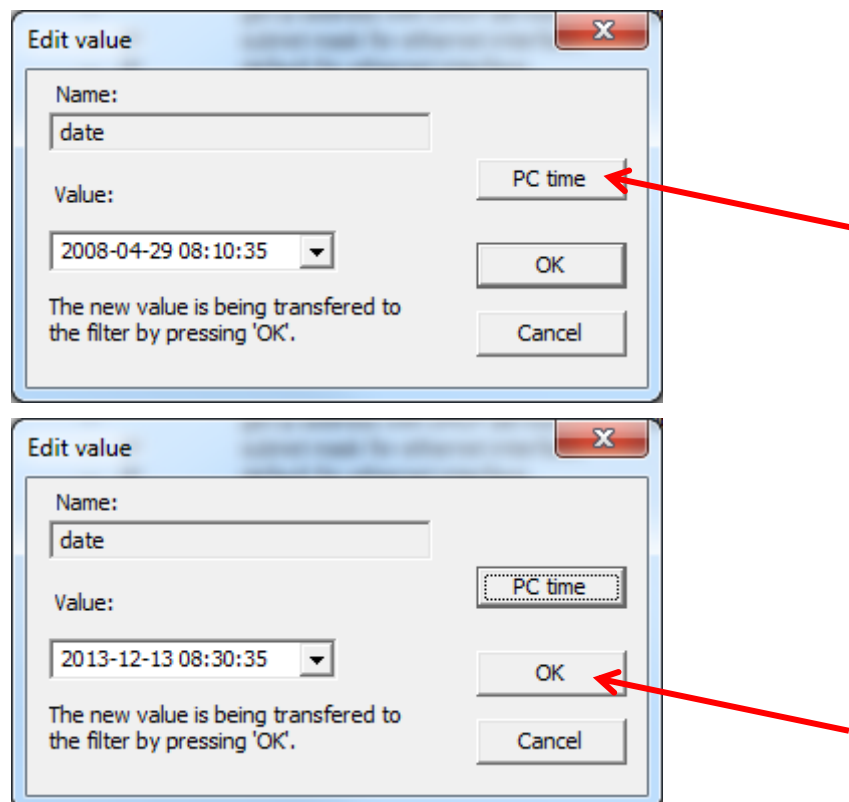 Edit value
Name:
date
PC time
Value:
2008-04-29 08:10:35
OK
The new value is being transfered to
the filter by pressing 'OK'.
Cancel
Edit value
Name:
date
PC time
Value:
2013-12-13 08:30:35
OK
The new value is being transfered to
the filter by pressing 'OK'.
Cancel